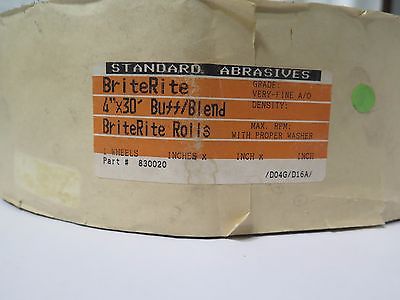 STANDARD ABRASIVES
BriteRite
GRADE:
VERY-FINE A/O
4"x30' Buff/Blend
DENSITY:
BriteRite Rolls
MAX. RPM:
WITH PROPER WASHER
1 WHEELS INCHES x INCH x INCH
Part # 830020
/D04G/D16A/